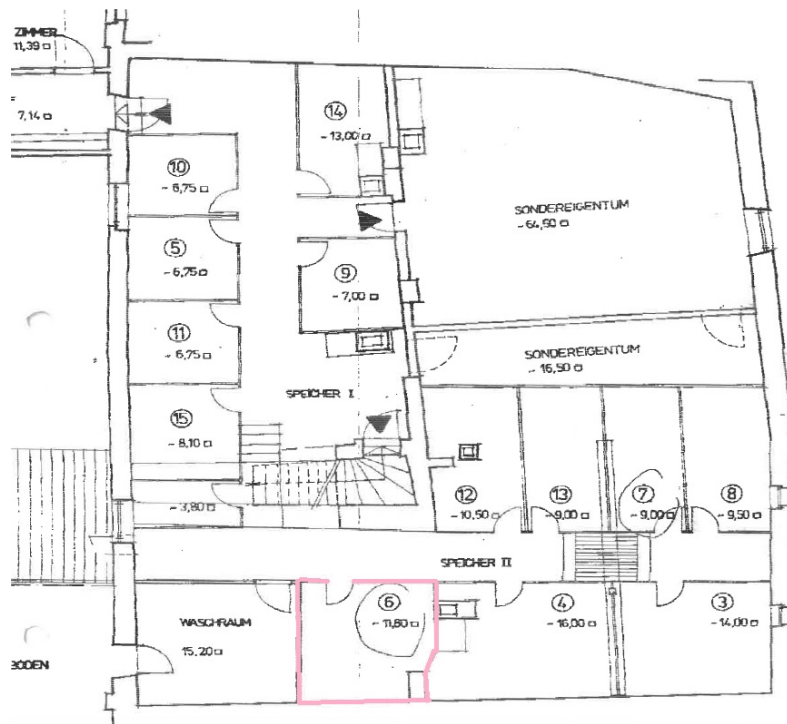 ZIMMER
11,39 □
7,14 □
14
~ 13,00 □
10
~ 6,75 □
SONDEREIGENTUM
~ 64,50 □
5
~ 6,75 □
9
~ 7,00 □
11
~ 6,75 □
SONDEREIGENTUM
~ 16,50 □
SPEICHER I
15
~ 8,10 □
~ 3,80 □
12
~ 10,50 □
13
~ 9,00 □
7
~ 9,00 □
8
~ 9,50 □
SPEICHER II
WASCHRAUM
15,20 □
6
~ 11,80 □
4
~ 16,00 □
3
~ 14,00 □
BODEN